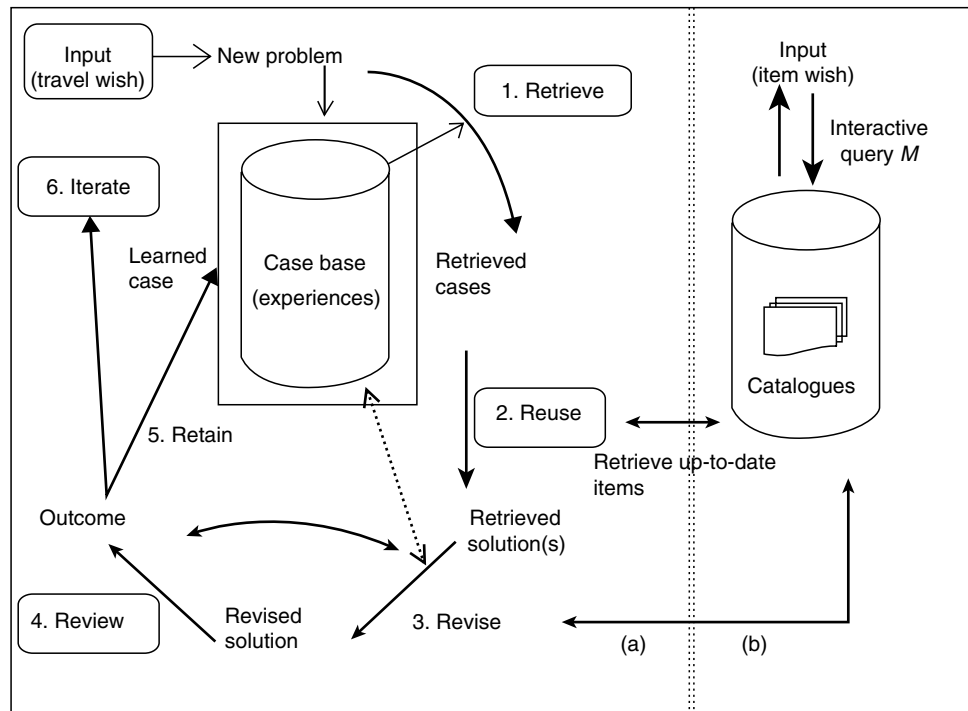 Input
(travel wish)
New problem
1. Retrieve
6. Iterate
Learned
case
Case base
(experiences)
Retrieved
cases
5. Retain
2. Reuse
Retrieve up-to-date
items
Outcome
Retrieved
solution(s)
4. Review
Revised
solution
3. Revise
(a)
(b)
Input
(item wish)
Interactive
query M
Catalogues